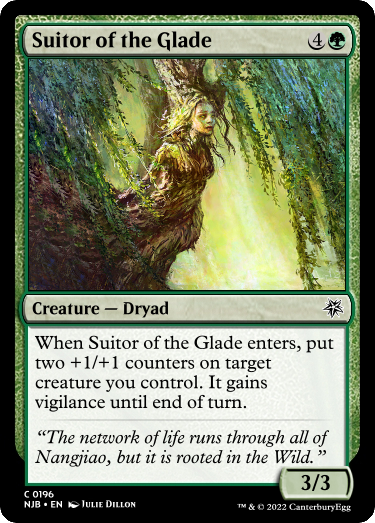 Suitor of the Glade 4
Creature — Dryad
When Suitor of the Glade enters, put
two +1/+1 counters on target
creature you control. It gains
vigilance until end of turn.
“The network of life runs through all of
Nangjiao, but it is rooted in the Wild.”
3/3
C 0196
NJB • EN JULIE DILLON ™ & © 2022 CanterburyEgg